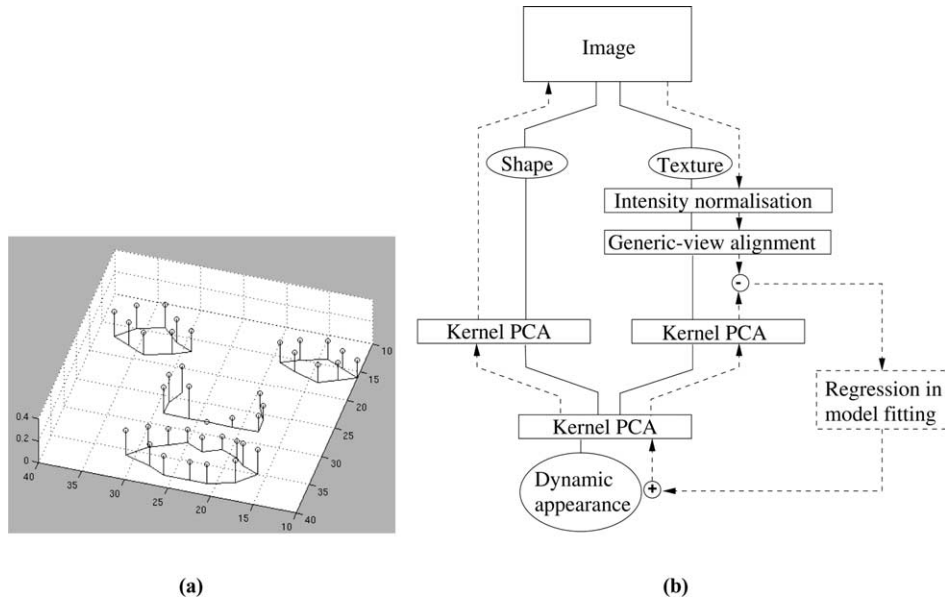 Image
Shape
Texture
Intensity normalisation
Generic-view alignment
-
Kernel PCA
Kernel PCA
Regression in
model fitting
Kernel PCA
Dynamic
appearance
+
0.4
0.2
0
40
35
30
25
20
15
10
40
35
30
25
20
15
10
(a)
(b)